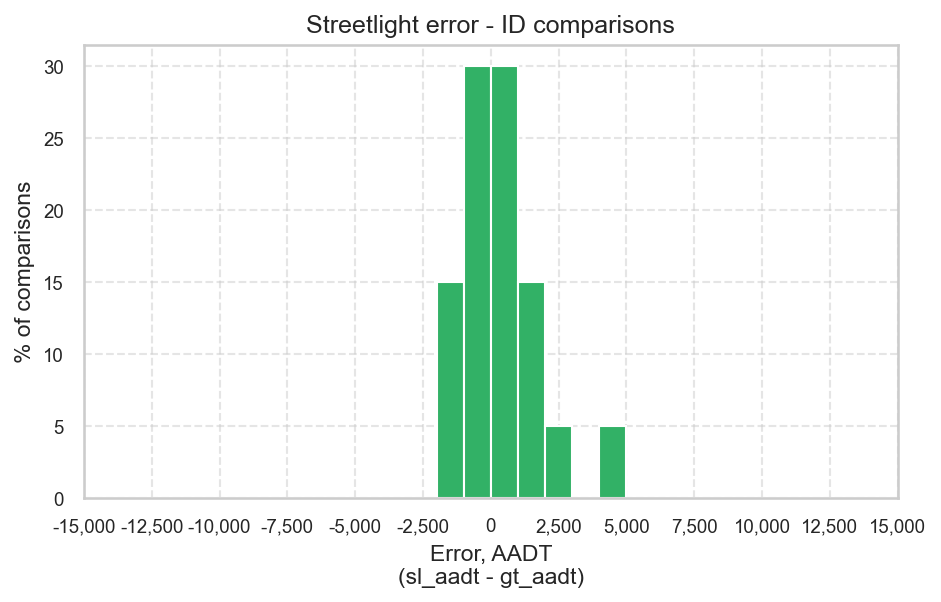 Streetlight error - ID comparisons
% of comparisons
30
25
20
15
10
5
0
-15,000 -12,500 -10,000 -7,500 -5,000 -2,500 0 2,500 5,000 7,500 10,000 12,500 15,000
Error, AADT
(sl_aadt - gt_aadt)